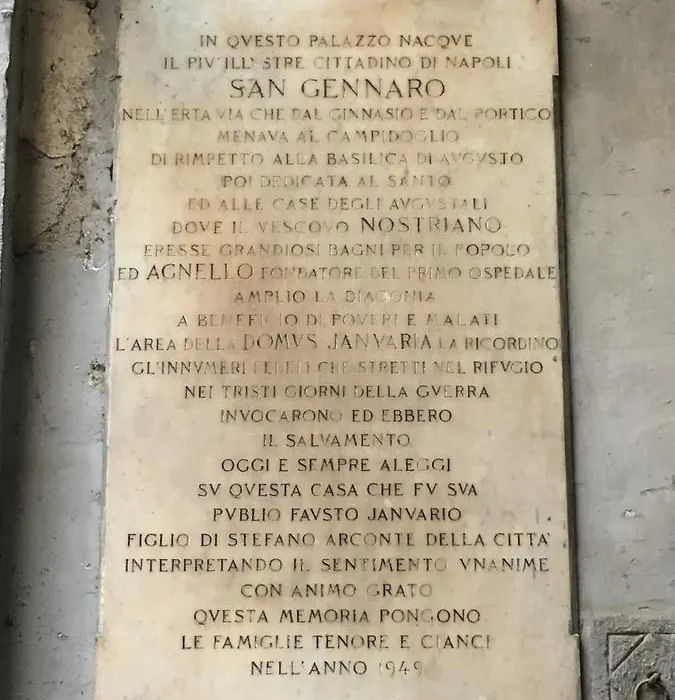 IN QVESTO PALAZZO NACQVE
IL PIV' ILLVSTRE CITTADINO DI NAPOLI
SAN GENNARO
NELL'ERTA VIA CHE DAL GINNASIO E DAL PORTICO
MENAVA AL CAMPIDOGLIO
DI RIMPETTO ALLA BASILICA DI AVGVSTO
POI DEDICATA AL SANTO
ED ALLE CASE DEGLI AVGVSTALI
DOVE IL VESCOVO NOSTRIANO
ERESSE GRANDIOSI BAGNI PER IL POPOLO
ED AGNELLO FONDATORE DEL PRIMO OSPEDALE
AMPLIO LA DIACONIA
A BENEFICIO DI POVERI E MALATI
L'AREA DELLA DOMVS JANVARIA LA RICORDINO
GL'INNVMERI FEDELI CHE STRETTI NEL RIFVGIO
NEI TRISTI GIORNI DELLA GVERRA
INVOCARONO ED EBBERO
IL SALVAMENTO
OGGI E SEMPRE ALEGGI
SV QVESTA CASA CHE FV SVA
PVBLIO FAVSTO JANVARIO
FIGLIO DI STEFANO ARCONTE DELLA CITTA'
INTERPRETANDO IL SENTIMENTO VNANIME
CON ANIMO GRATO
QVESTA MEMORIA PONGONO
LE FAMIGLIE TENORE E CIANCI
NELL'ANNO 1949